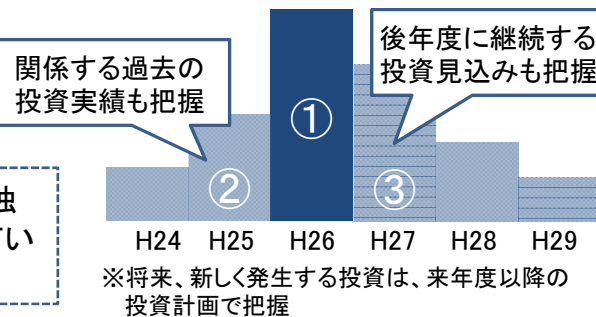 関係する過去の
投資実績も把握
後年度に継続する
投資見込みも把握
①
②
③
H24 H25 H26 H27 H28 H29
※将来、新しく発生する投資は、来年度以降の
投資計画で把握